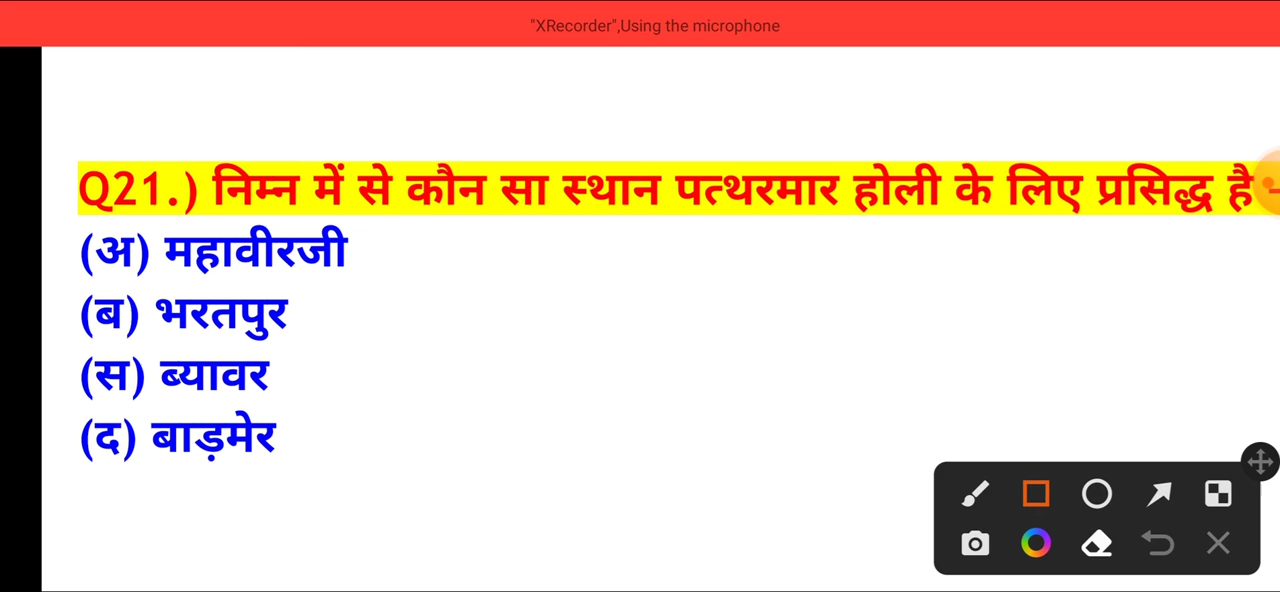 "XRecorder",Using the microphone
Q21.) निम्न में से कौन सा स्थान पत्थरमार होली के लिए प्रसिद्ध है
(अ) महावीरजी
(ब) भरतपुर
(स) ब्यावर
(द) बाड़मेर